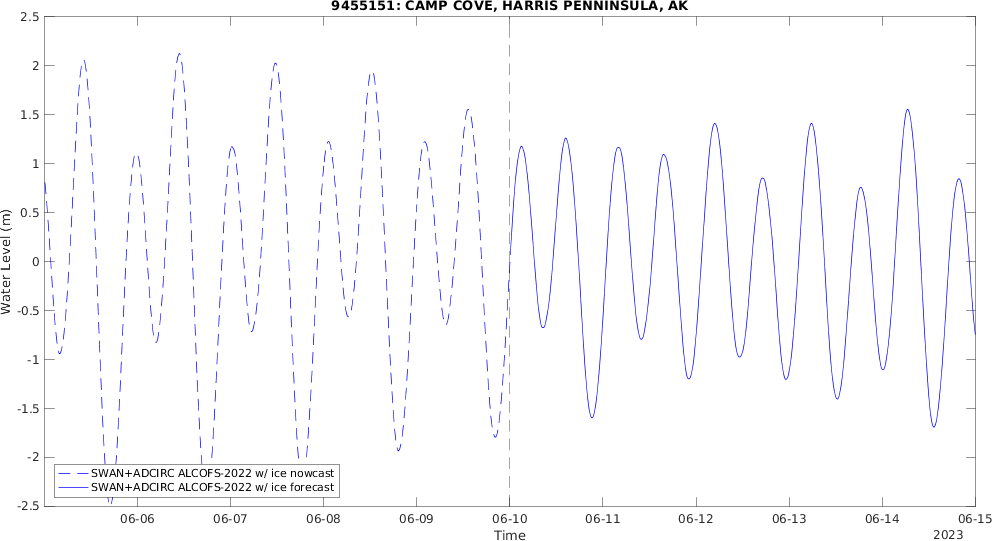 9455151: CAMP COVE, HARRIS PENNINSULA, AK
Water Level (m)
2.5
2
1.5
1
0.5
0
-0.5
-1
-1.5
-2
-2.5
SWAN+ADCIRC ALCOFS-2022 w/ ice nowcast
SWAN+ADCIRC ALCOFS-2022 w/ ice forecast
06-06 06-07 06-08 06-09 06-10 06-11 06-12 06-13 06-14 06-15
Time
2023